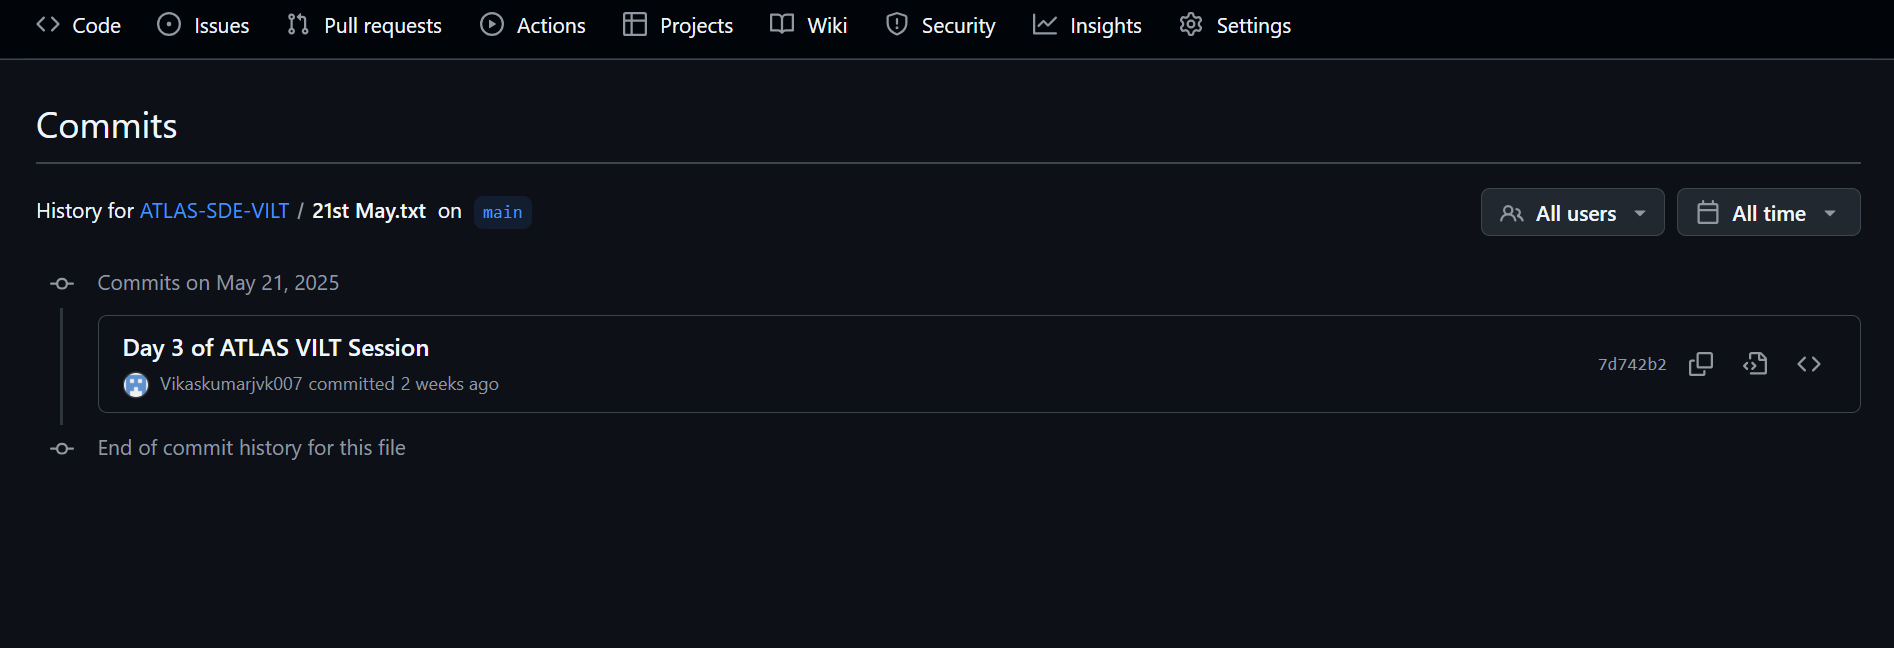 Code Issues Pull requests Actions Projects Wiki Security Insights Settings
Commits
History for ATLAS-SDE-VILT / 21st May.txt on main
All users All time
Commits on May 21, 2025
Day 3 of ATLAS VILT Session
Vikaskumarjvk007 committed 2 weeks ago
7d742b2
End of commit history for this file